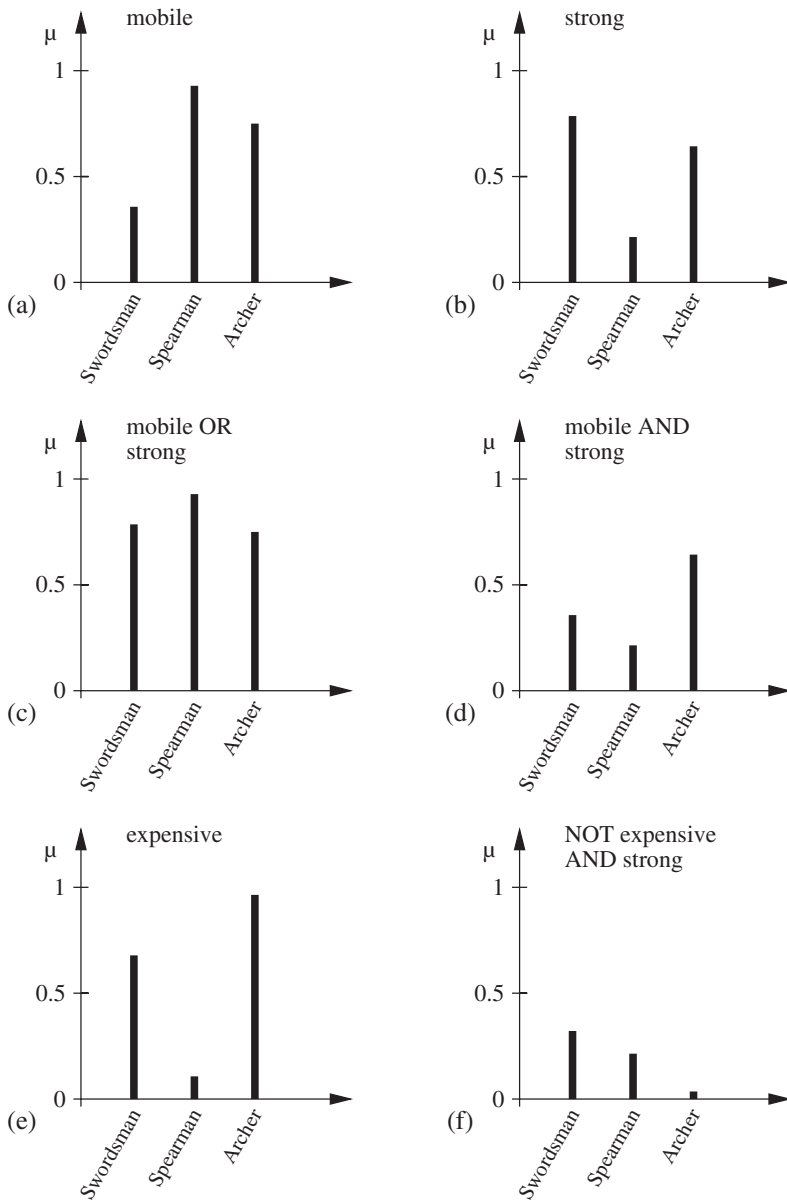 mobile
μ
1
0.5
0
Swordsman
Spearman
Archer
(a)
strong
μ
1
0.5
0
Swordsman
Spearman
Archer
(b)
mobile OR
strong
μ
1
0.5
0
Swordsman
Spearman
Archer
(c)
mobile AND
strong
μ
1
0.5
0
Swordsman
Spearman
Archer
(d)
expensive
μ
1
0.5
0
Swordsman
Spearman
Archer
(e)
NOT expensive
AND strong
μ
1
0.5
0
Swordsman
Spearman
Archer
(f)